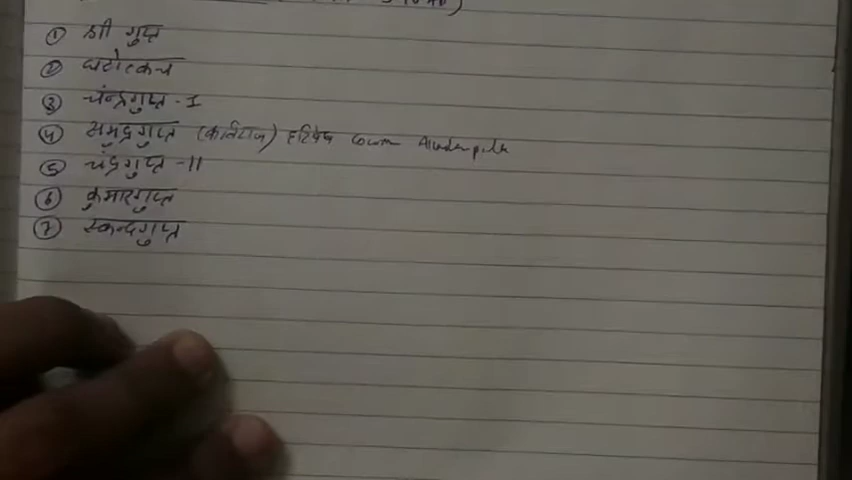 ① श्री गुप्त
② घटोत्कच
③ चन्द्रगुप्त - I
④ समुद्रगुप्त (कविराज) हरिषेण
⑤ चंद्रगुप्त - II
⑥ कुमारगुप्त
⑦ स्कन्दगुप्त